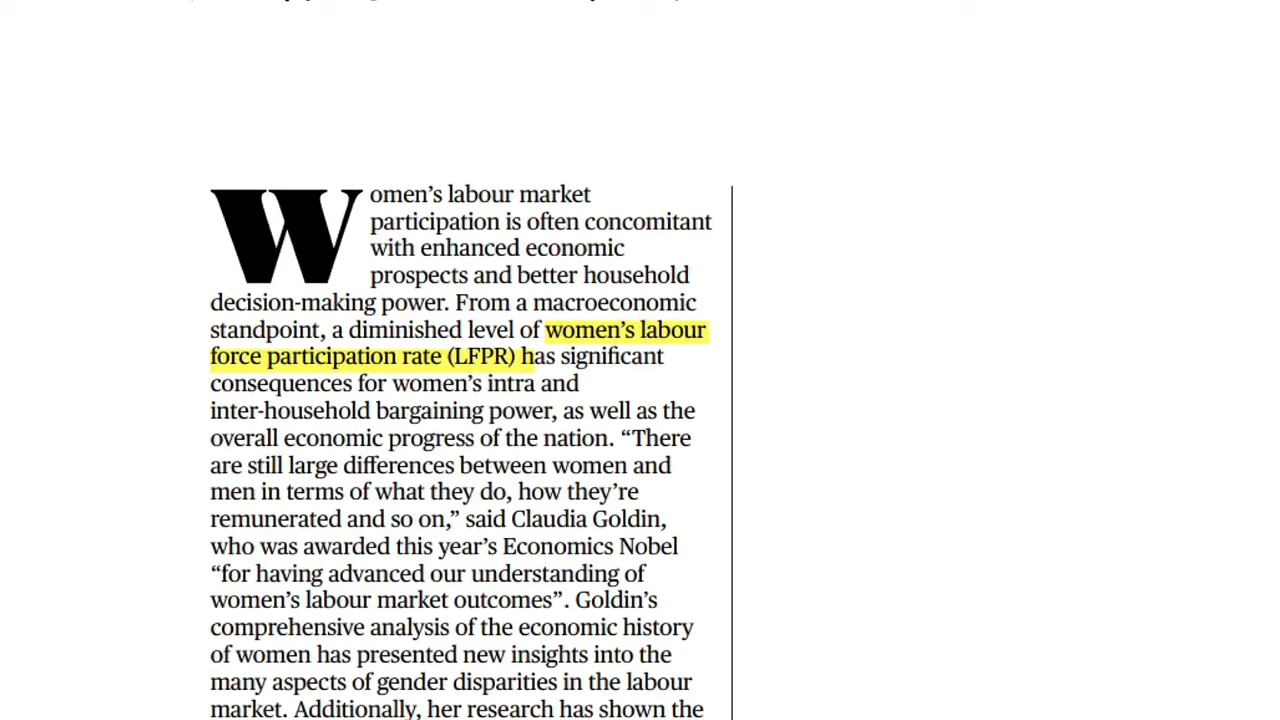 Women's labour market
participation is often concomitant
with enhanced economic
prospects and better household
decision-making power. From a macroeconomic
standpoint, a diminished level of women's labour
force participation rate (LFPR) has significant
consequences for women's intra and
inter-household bargaining power, as well as the
overall economic progress of the nation. “There
are still large differences between women and
men in terms of what they do, how they’re
remunerated and so on,” said Claudia Goldin,
who was awarded this year’s Economics Nobel
“for having advanced our understanding of
women’s labour market outcomes”. Goldin’s
comprehensive analysis of the economic history
of women has presented new insights into the
many aspects of gender disparities in the labour
market. Additionally, her research has shown the